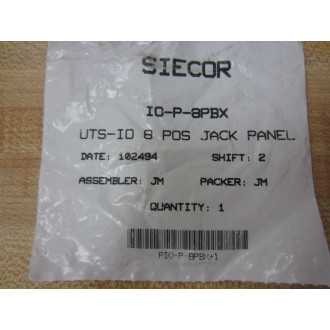 SIECOR
IO-P-8PBX
UTS-IO 8 POS JACK PANEL
DATE: 102494 SHIFT: 2
ASSEMBLER: JM PACKER: JM
QUANTITY: 1
PIO-P-8PBX+1